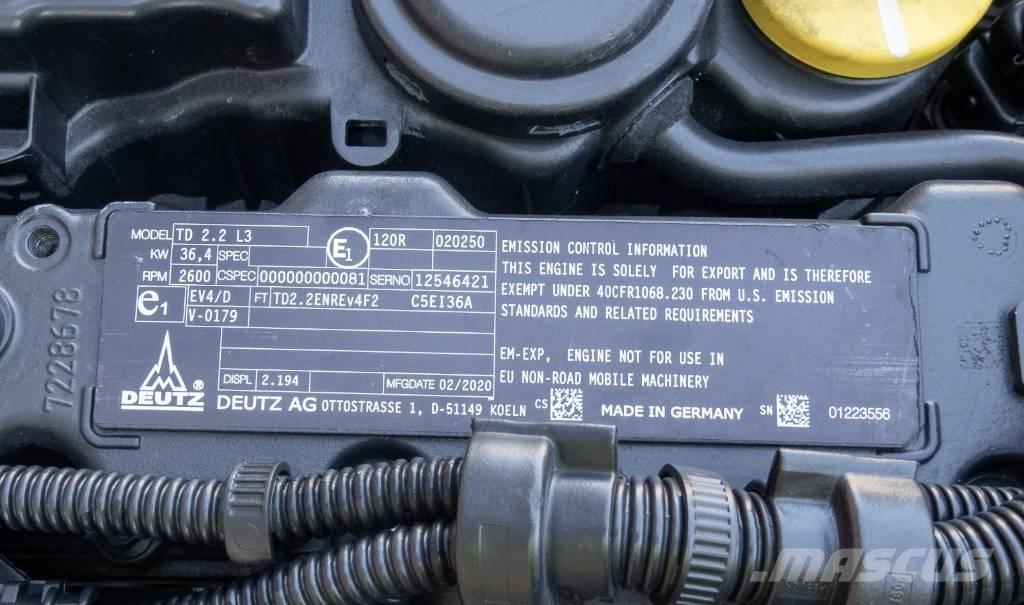 MODEL TD 2.2 L3 E1 120R 020250
KW 36,4 SPEC
RPM 2600 CSPEC 000000000081 SERNO 12546421
e1 EV4/D FT TD2.2ENREv4F2 C5EI36A
V-0179
DISPL 2.194 MFGDATE 02/2020
EMISSION CONTROL INFORMATION
THIS ENGINE IS SOLELY FOR EXPORT AND IS THEREFORE
EXEMPT UNDER 40CFR1068.230 FROM U.S. EMISSION
STANDARDS AND RELATED REQUIREMENTS
EM-EXP, ENGINE NOT FOR USE IN
EU NON-ROAD MOBILE MACHINERY
DEUTZ ®
DEUTZ AG OTTOSTRASSE 1, D-51149 KOELN CS MADE IN GERMANY SN 01223556
7228678
MASCUS